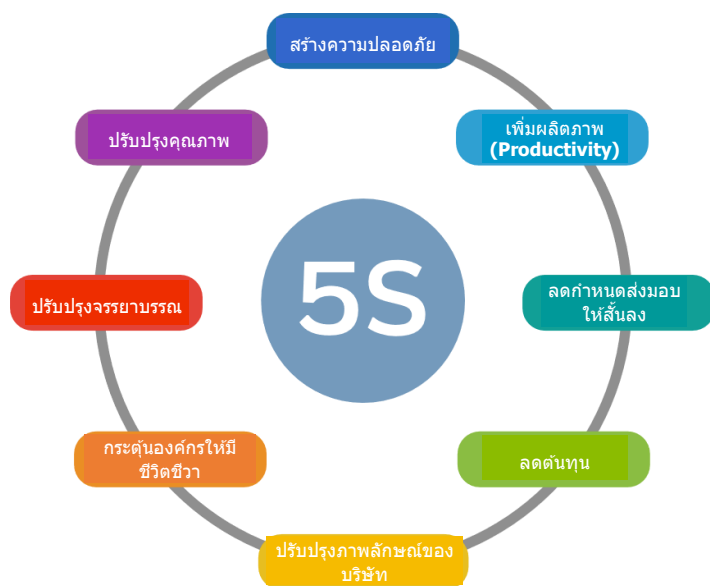 สร้างความปลอดภัย
เพิ่มผลิตภาพ
(Productivity)
ลดกำหนดส่งมอบ
ให้สั้นลง
ลดต้นทุน
ปรับปรุงภาพลักษณ์ของ
บริษัท
กระตุ้นองค์กรให้มี
ชีวิตชีวา
ปรับปรุงจรรยาบรรณ
ปรับปรุงคุณภาพ
5S